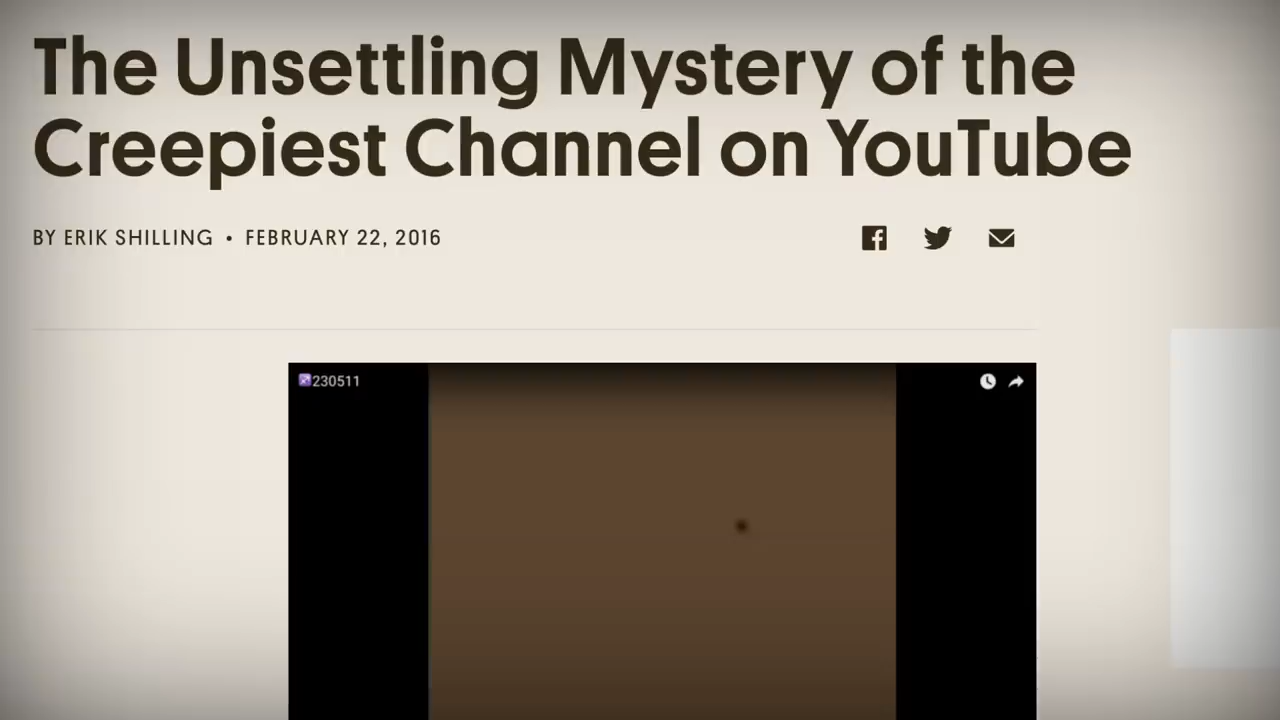 The Unsettling Mystery of the
Creepiest Channel on YouTube
BY ERIK SHILLING • FEBRUARY 22, 2016
♐230511